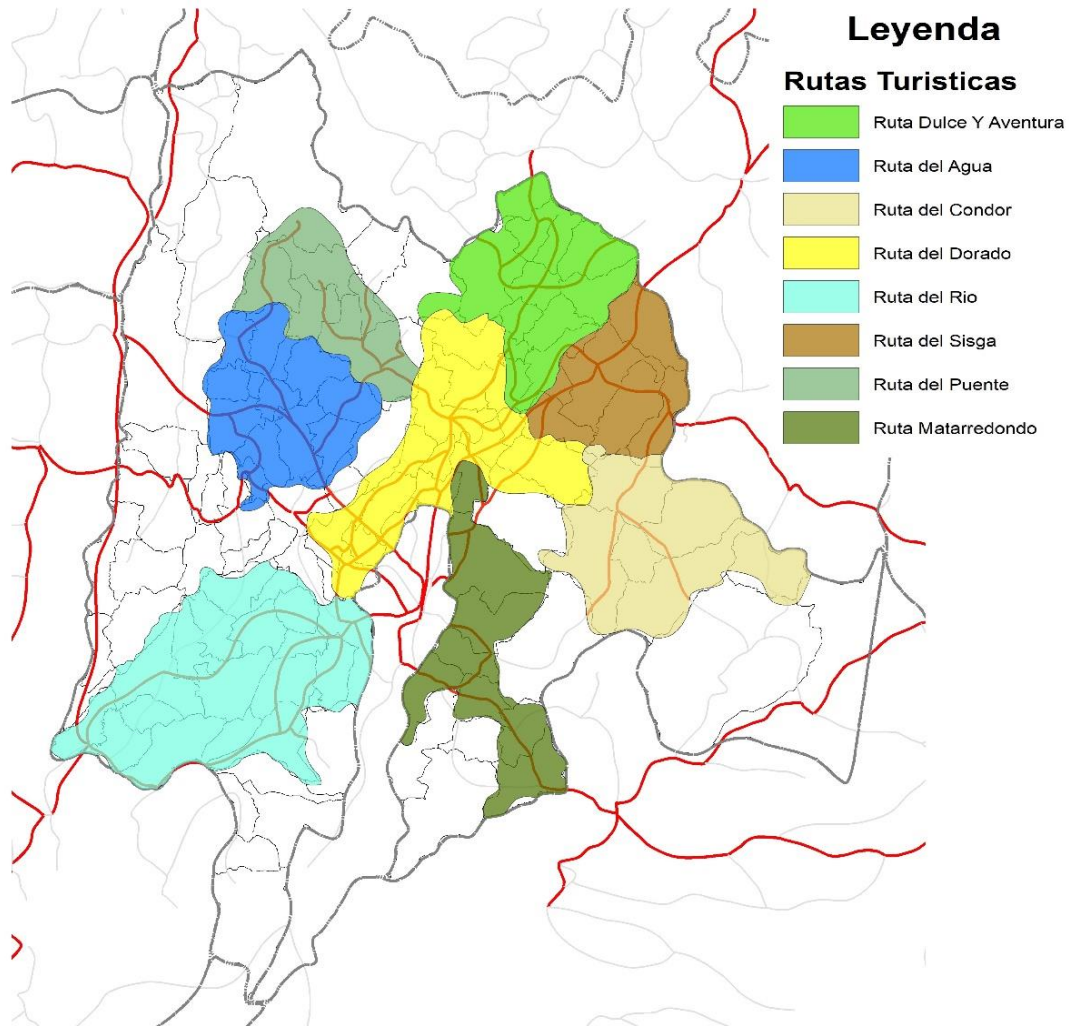 Leyenda
Rutas Turisticas
Ruta Dulce Y Aventura
Ruta del Agua
Ruta del Condor
Ruta del Dorado
Ruta del Rio
Ruta del Sisga
Ruta del Puente
Ruta Matarredondo